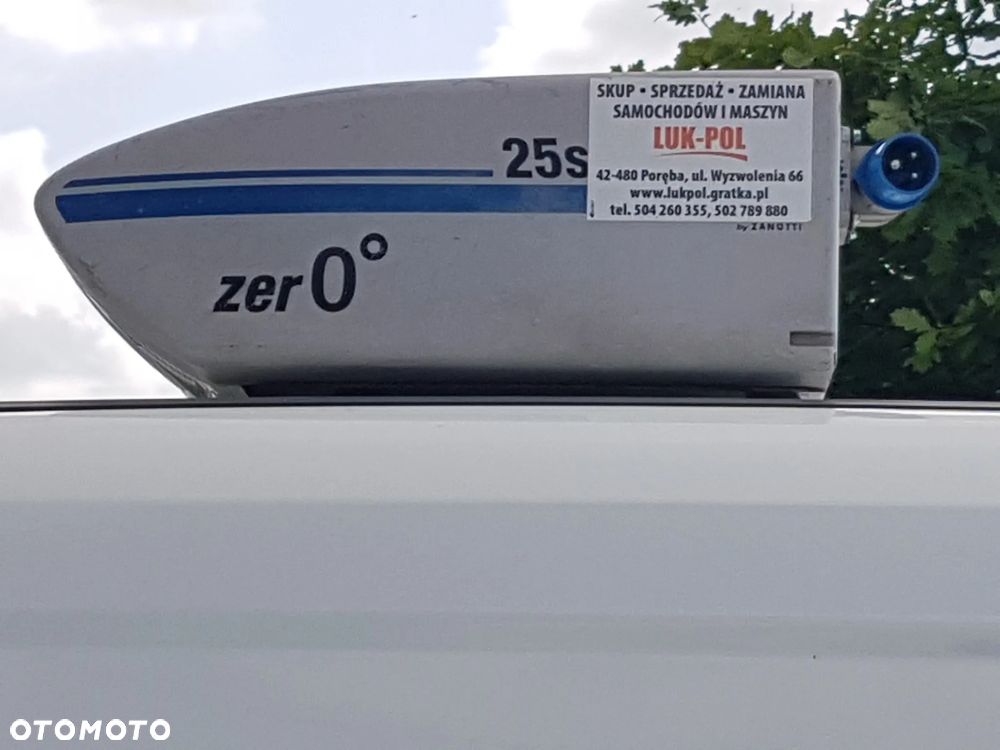 SKUP • SPRZEDAŻ • ZAMIANA
SAMOCHODÓW I MASZYN
LUK-POL
42-480 Poręba, ul. Wyzwolenia 66
www.lukpol.gratka.pl
tel. 504 260 355, 502 789 880
25s
by ZANOTTI
zer0°
OTOMOTO